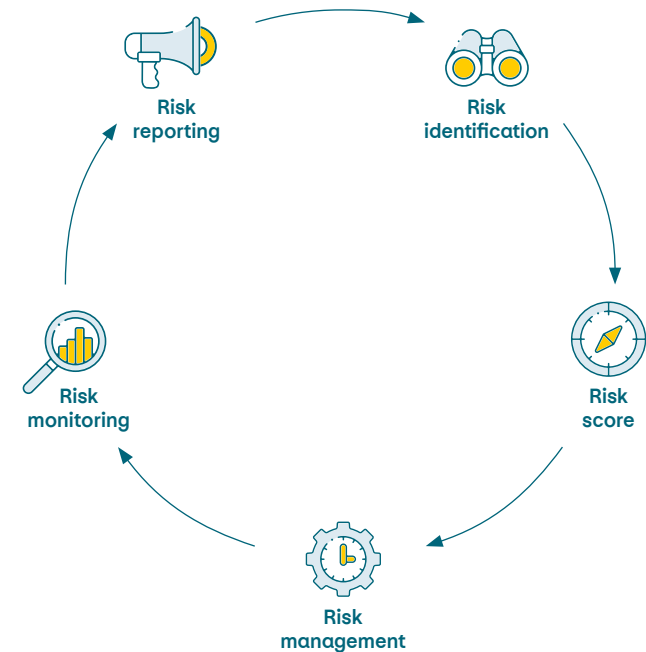 Risk
reporting
Risk
identification
Risk
score
Risk
management
Risk
monitoring